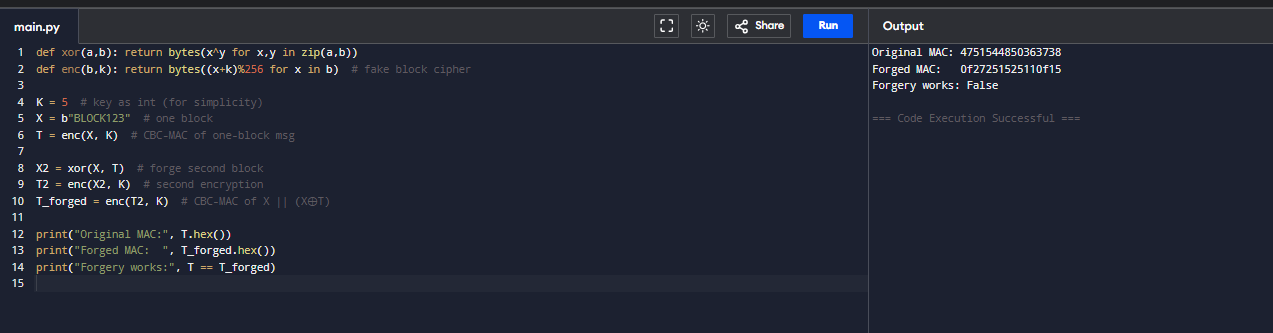 main.py
Share
Run
Output
1 def xor(a,b): return bytes(x^y for x,y in zip(a,b))
2 def enc(b,k): return bytes((x+k)%256 for x in b)  # fake block cipher
3
4 K = 5  # key as int (for simplicity)
5 X = b"BLOCK123"  # one block
6 T = enc(X, K)  # CBC-MAC of one-block msg
7
8 X2 = xor(X, T)  # forge second block
9 T2 = enc(X2, K)  # second encryption
10 T_forged = enc(T2, K)  # CBC-MAC of X || (X⊕T)
11
12 print("Original MAC:", T.hex())
13 print("Forged MAC:  ", T_forged.hex())
14 print("Forgery works:", T == T_forged)
15
Original MAC: 4751544850363738
Forged MAC:   0f27251525110f15
Forgery works: False
=== Code Execution Successful ===